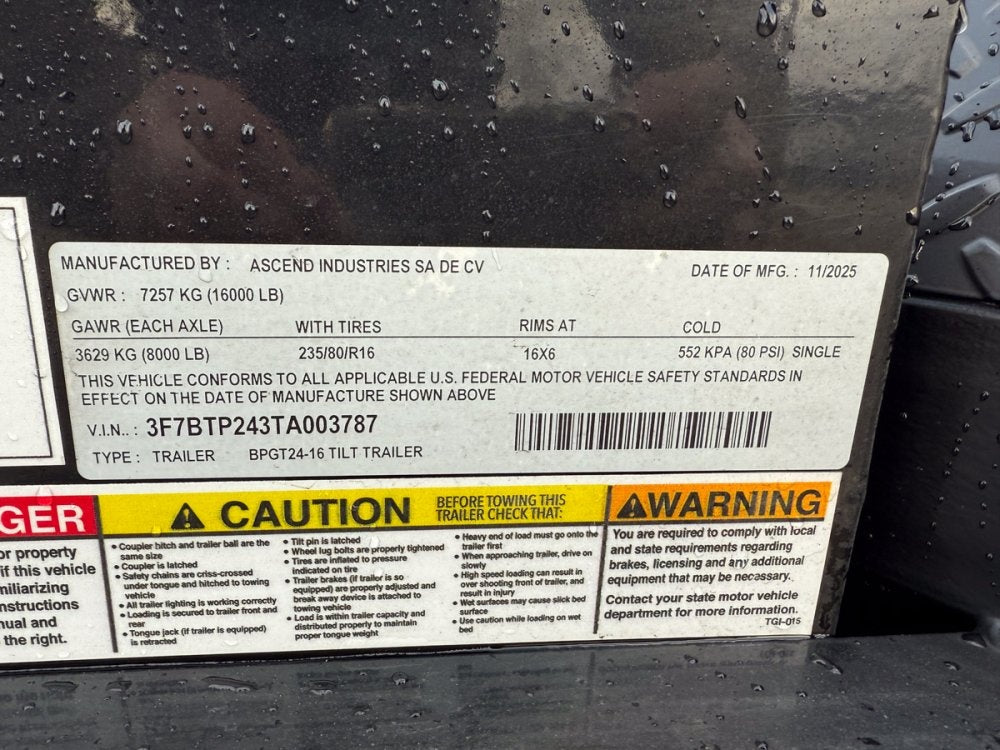 MANUFACTURED BY : ASCEND INDUSTRIES SA DE CV DATE OF MFG. : 11/2025
GVWR : 7257 KG (16000 LB)
GAWR (EACH AXLE) WITH TIRES RIMS AT COLD
3629 KG (8000 LB) 235/80/R16 16X6 552 KPA (80 PSI) SINGLE
THIS VEHICLE CONFORMS TO ALL APPLICABLE U.S. FEDERAL MOTOR VEHICLE SAFETY STANDARDS IN
EFFECT ON THE DATE OF MANUFACTURE SHOWN ABOVE
V.I.N.. : 3F7BTP243TA003787
TYPE : TRAILER BPGT24-16 TILT TRAILER
GER
or property
if this vehicle
miliarizing
nstructions
nual and
the right.
CAUTION
BEFORE TOWING THIS
TRAILER CHECK THAT:
• Coupler hitch and trailer ball are the
same size
• Coupler is latched
• Safety chains are criss-crossed
under tongue and hitched to towing
vehicle
• All trailer lighting is working correctly
• Loading is secured to trailer front and
rear
• Tongue jack (if trailer is equipped)
is retracted
• Tilt pin is latched
• Wheel lug bolts are properly tightened
• Tires are inflated to pressure
indicated on tire
• Trailer brakes (if trailer is so
equipped) are properly adjusted and
break away device is attached to
towing vehicle
• Load is within trailer capacity and
distributed properly to maintain
proper tongue weight
• Heavy end of load must go onto the
trailer first
• When approaching trailer, drive on
slowly
• High speed loading can result in
over shooting front of trailer, and
result in injury
• Wet surfaces may cause slick bed
surface
• Use caution while loading on wet
bed
WARNING
You are required to comply with local
and state requirements regarding
brakes, licensing and any additional
equipment that may be necessary.
Contact your state motor vehicle
department for more information.
TGI-015